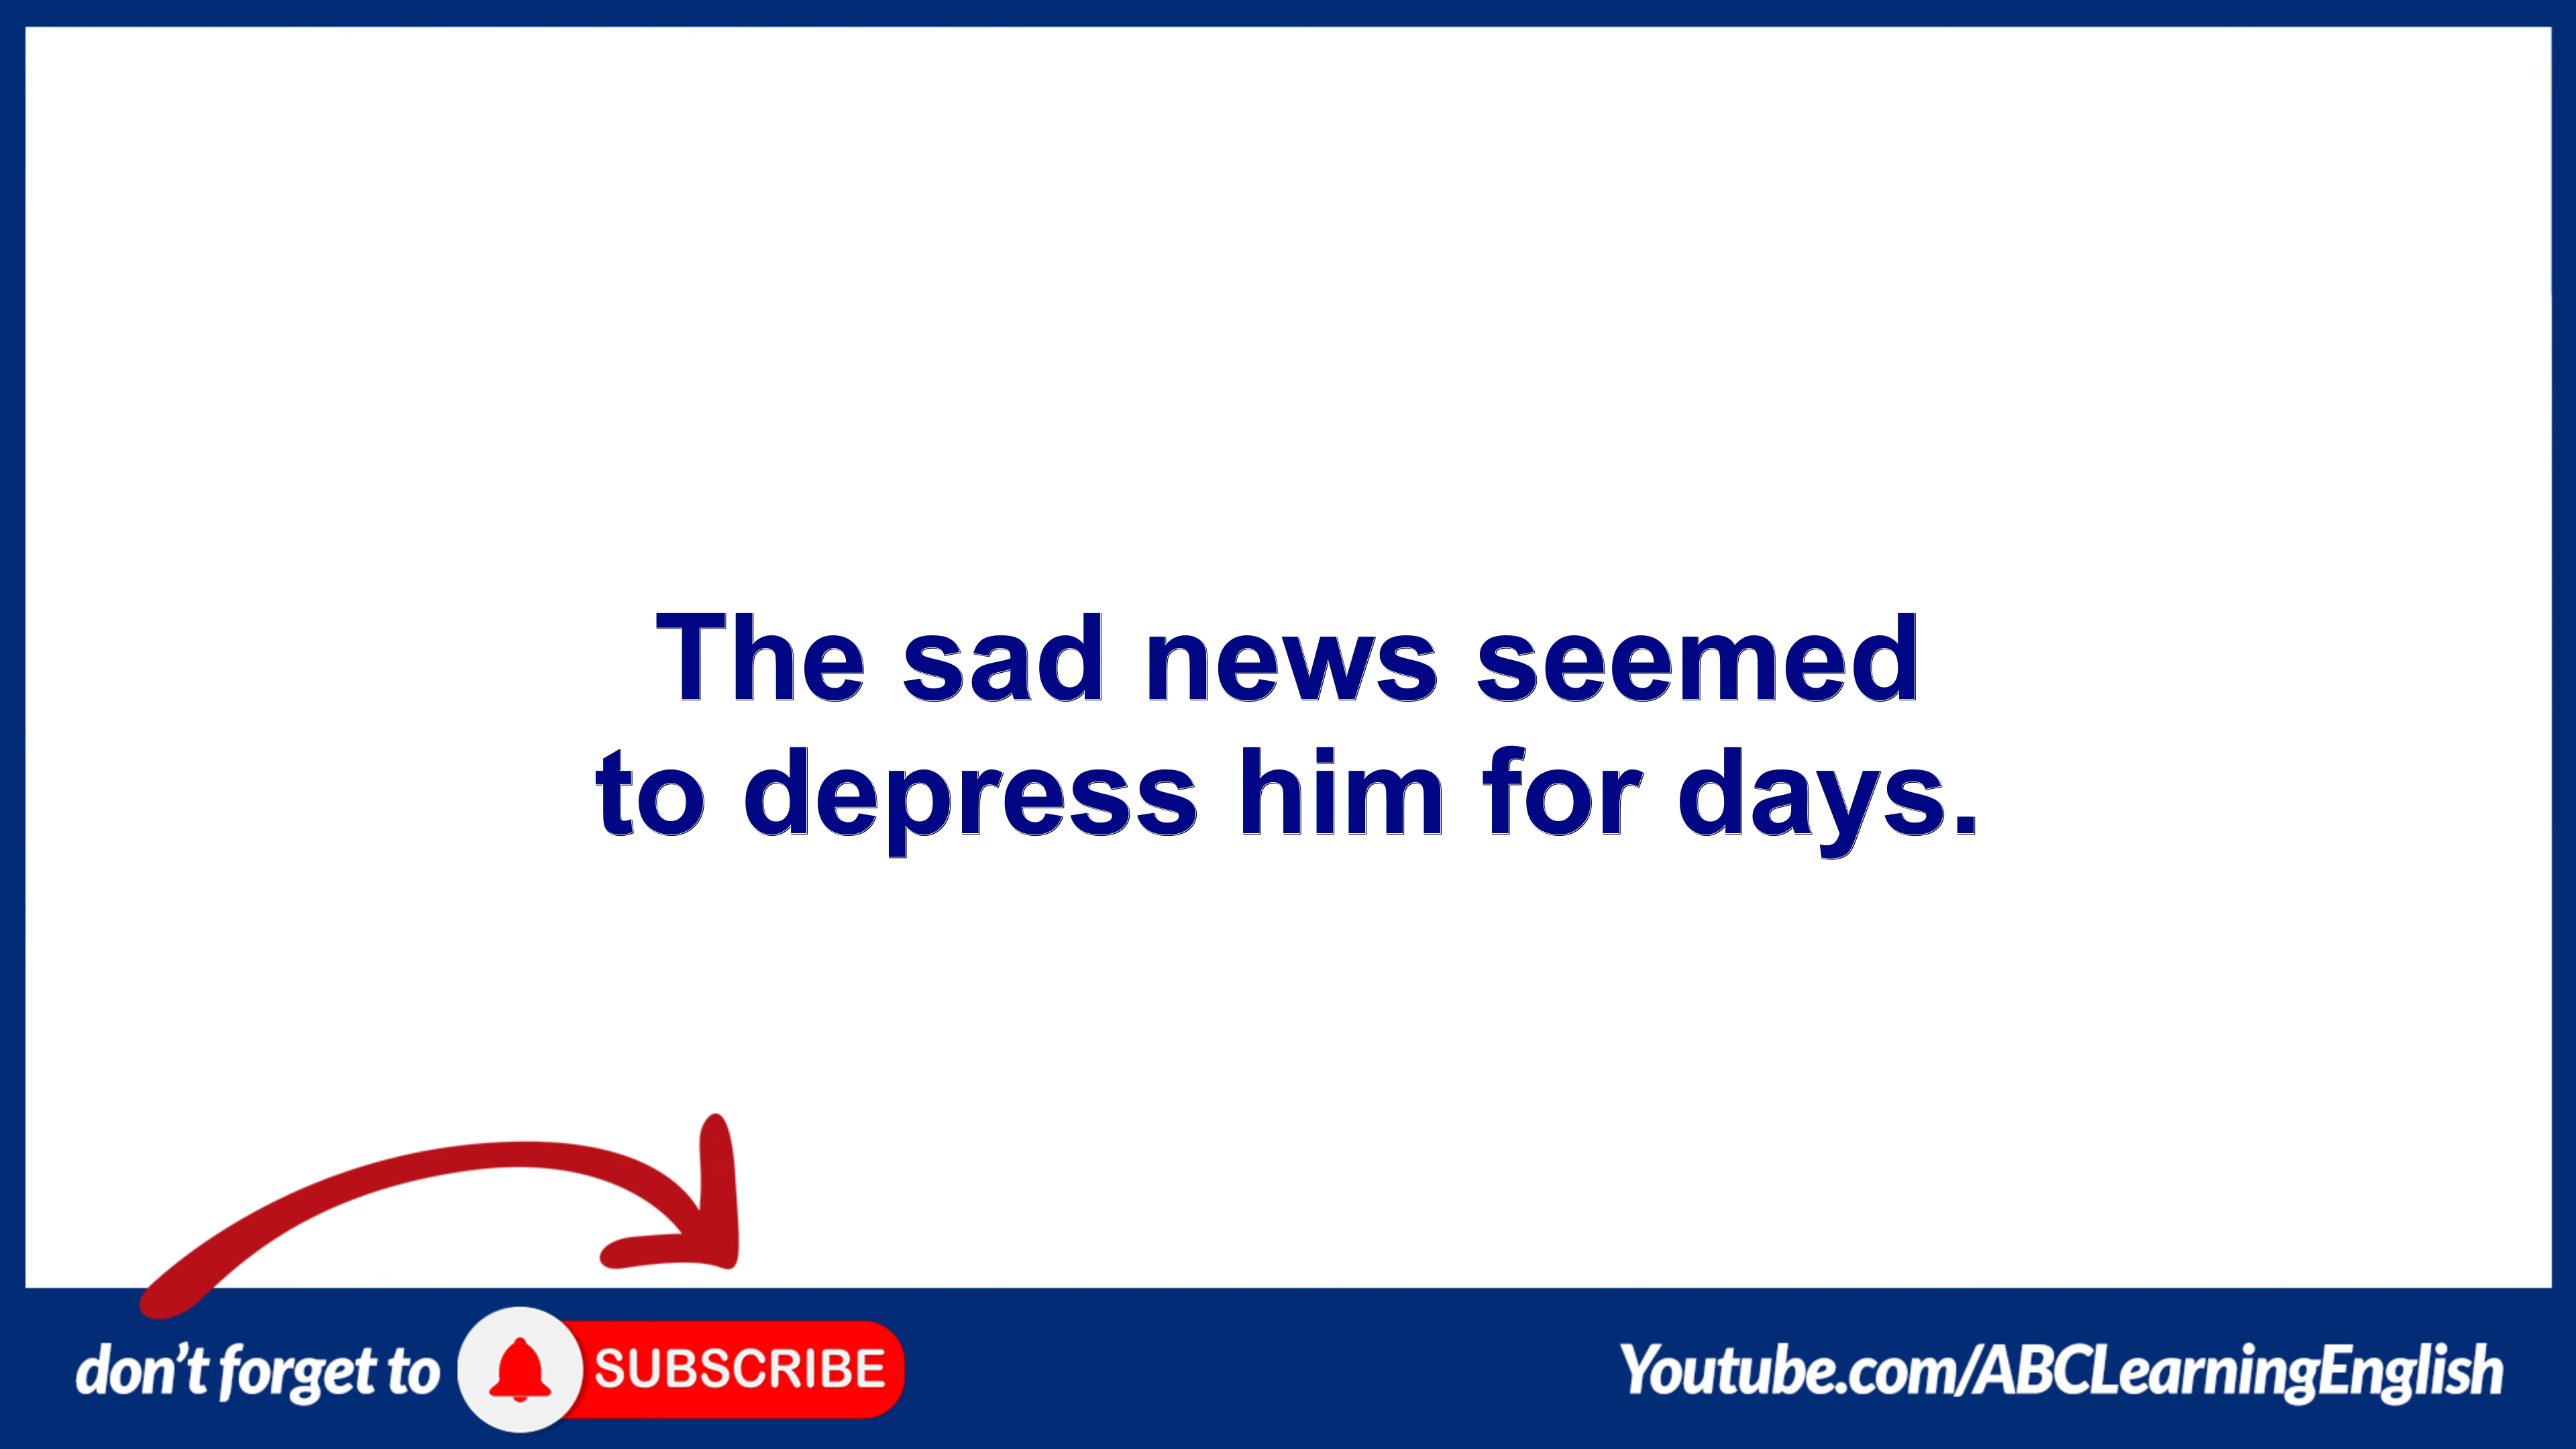 The sad news seemed
to depress him for days.
don't forget to SUBSCRIBE
Youtube.com/ABCLearningEnglish